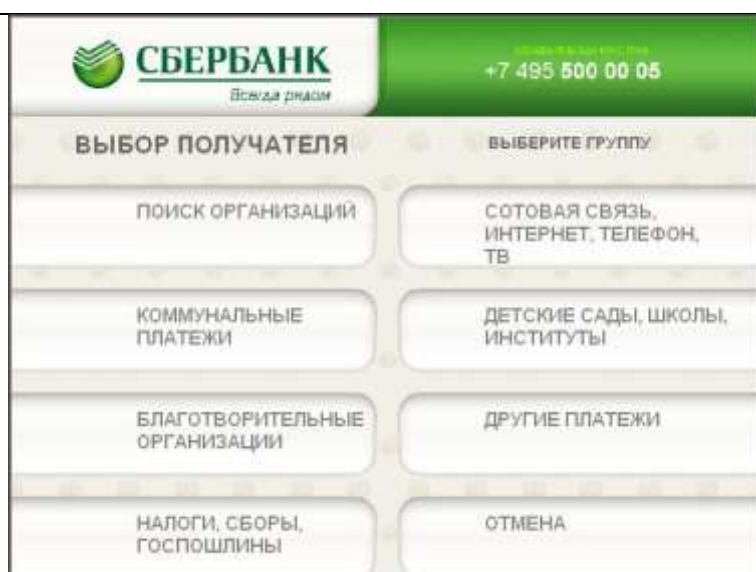 СБЕРБАНК
Всегда рядом
+7 495 500 00 05
ВЫБОР ПОЛУЧАТЕЛЯ
ВЫБЕРИТЕ ГРУППУ
ПОИСК ОРГАНИЗАЦИЙ
СОТОВАЯ СВЯЗЬ,
ИНТЕРНЕТ, ТЕЛЕФОН,
ТВ
КОММУНАЛЬНЫЕ
ПЛАТЕЖИ
ДЕТСКИЕ САДЫ, ШКОЛЫ,
ИНСТИТУТЫ
БЛАГОТВОРИТЕЛЬНЫЕ
ОРГАНИЗАЦИИ
ДРУГИЕ ПЛАТЕЖИ
НАЛОГИ, СБОРЫ,
ГОСПОШЛИНЫ
ОТМЕНА